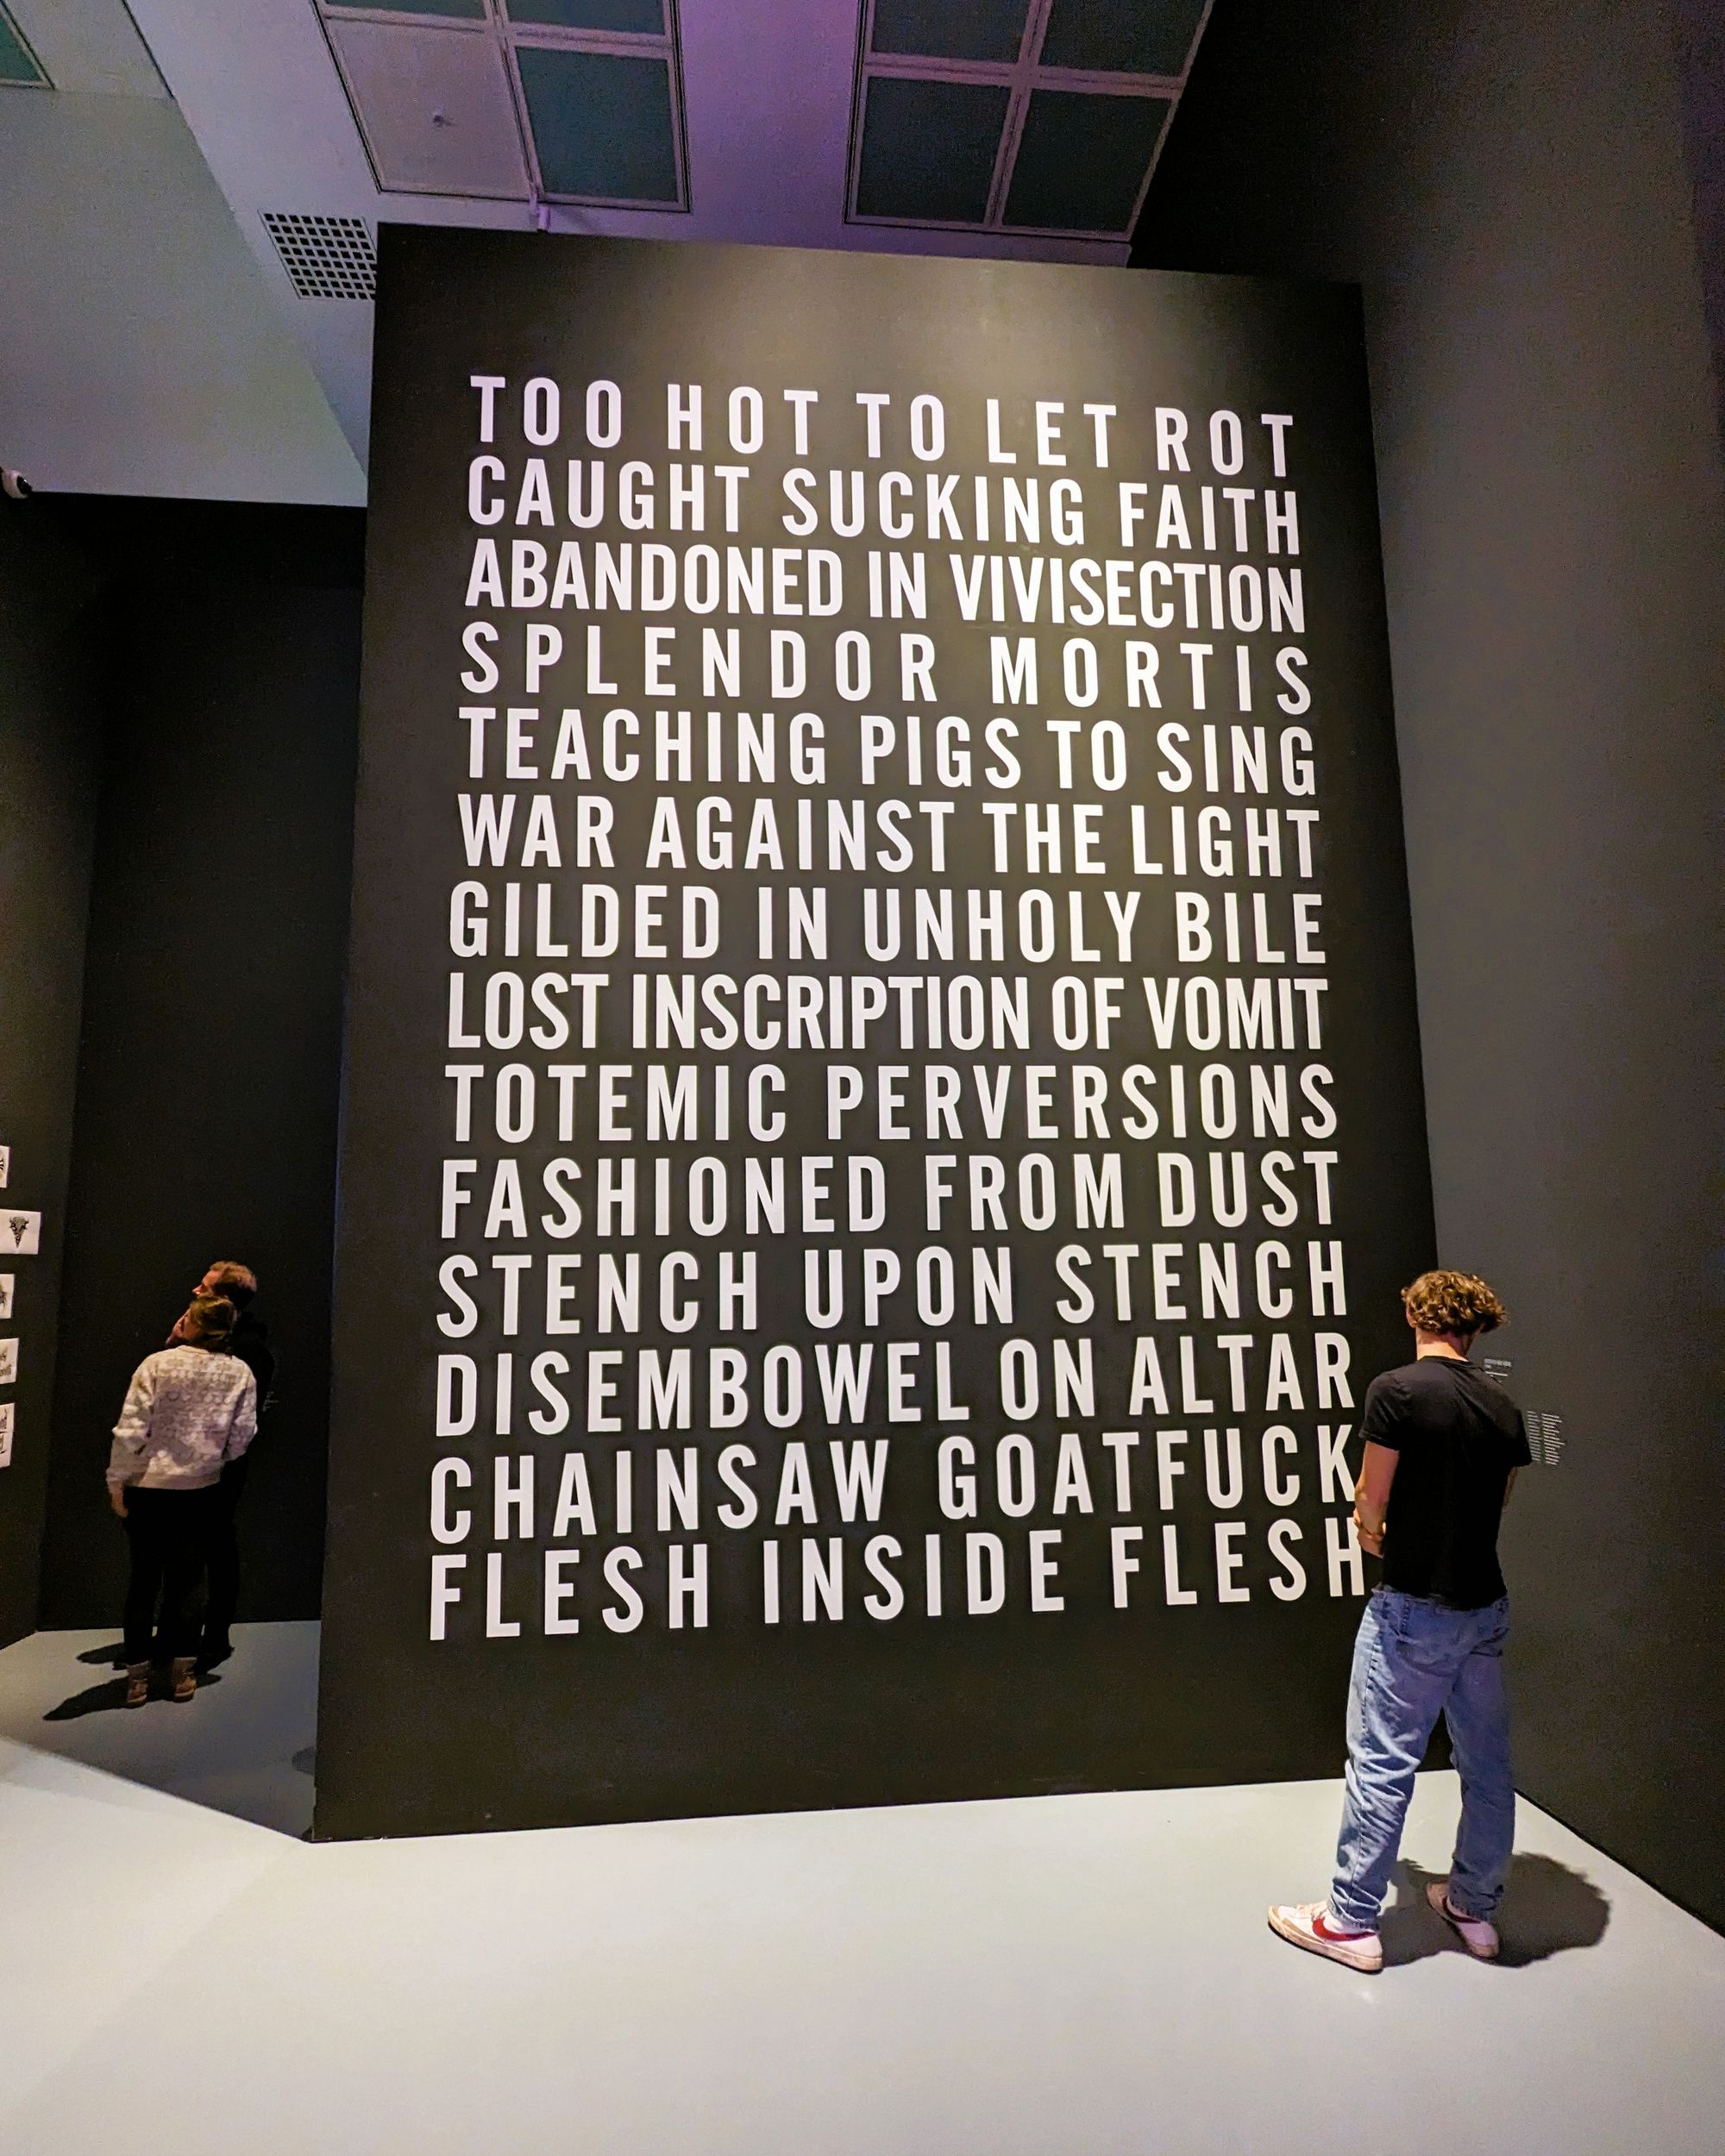 TOO HOT TO LET ROT
CAUGHT SUCKING FAITH
ABANDONED IN VIVISECTION
SPLENDOR MORTIS
TEACHING PIGS TO SING
WAR AGAINST THE LIGHT
GILDED IN UNHOLY BILE
LOST INSCRIPTION OF VOMIT
TOTEMIC PERVERSIONS
FASHIONED FROM DUST
STENCH UPON STENCH
DISEMBOWEL ON ALTAR
CHAINSAW GOATFUCK
FLESH INSIDE FLESH